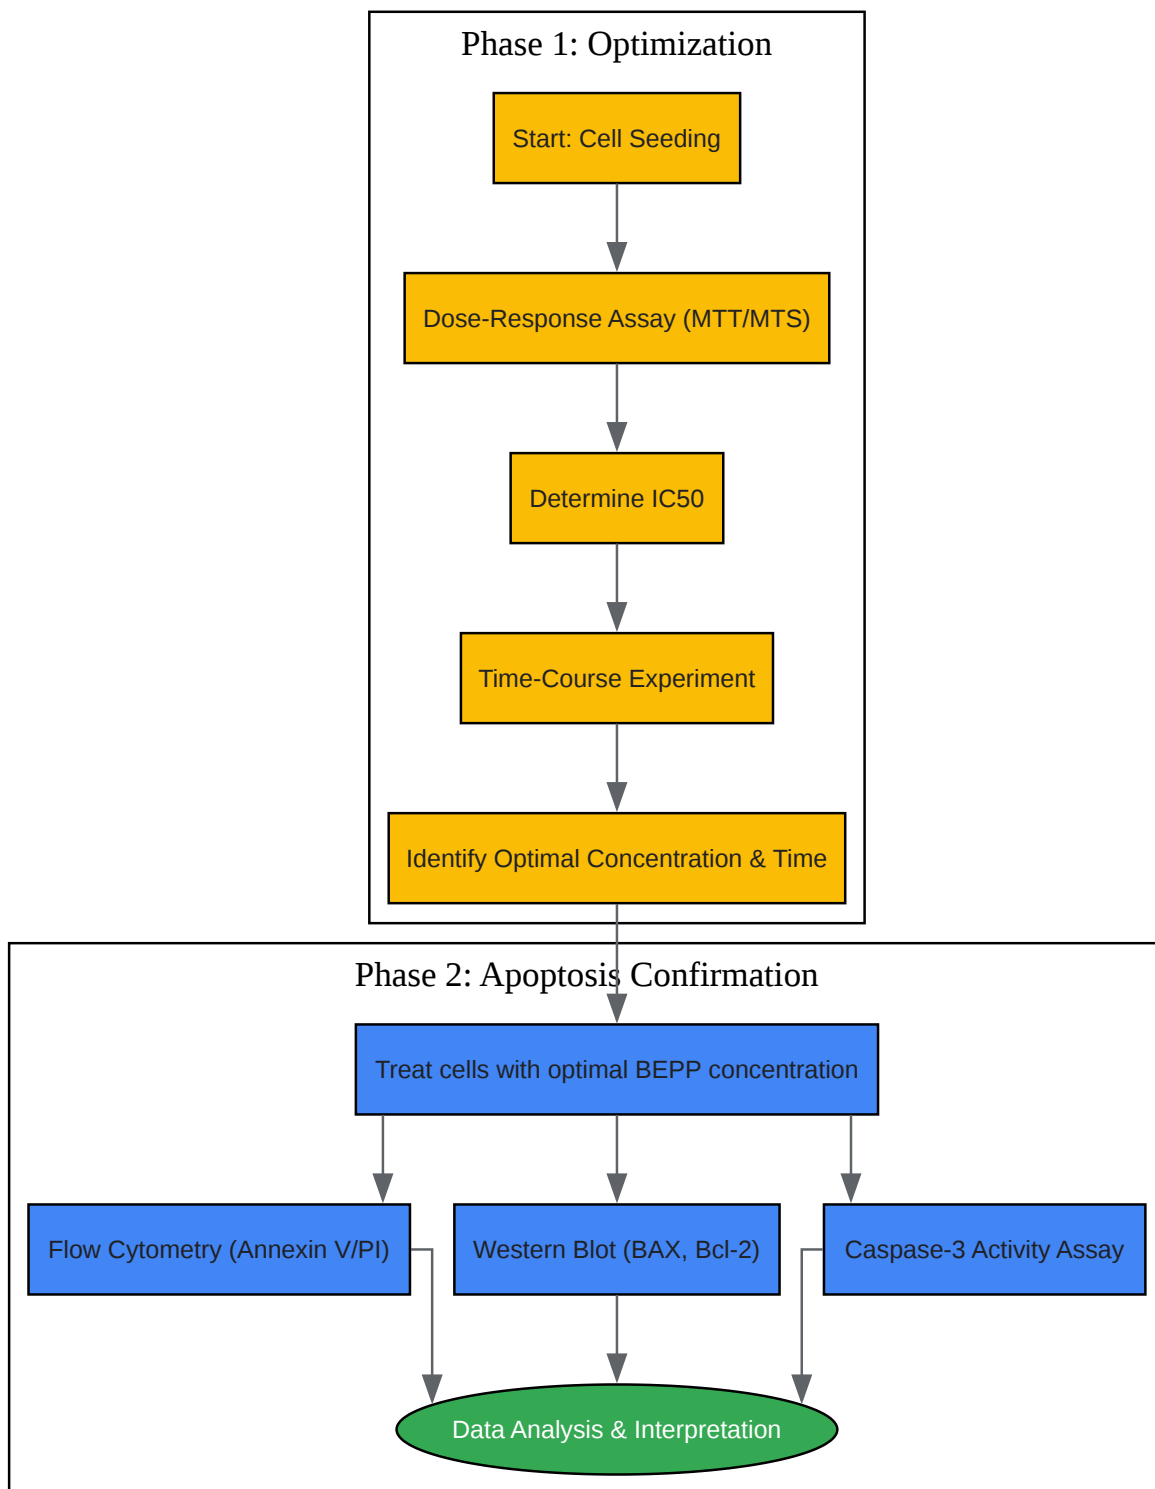 Phase 1: Optimization
Start: Cell Seeding
Dose-Response Assay (MTT/MTS)
Determine IC50
Time-Course Experiment
Identify Optimal Concentration & Time
Phase 2: Apoptosis Confirmation
Treat cells with optimal BEPP concentration
Flow Cytometry (Annexin V/PI)
Western Blot (BAX, Bcl-2)
Caspase-3 Activity Assay
Data Analysis & Interpretation